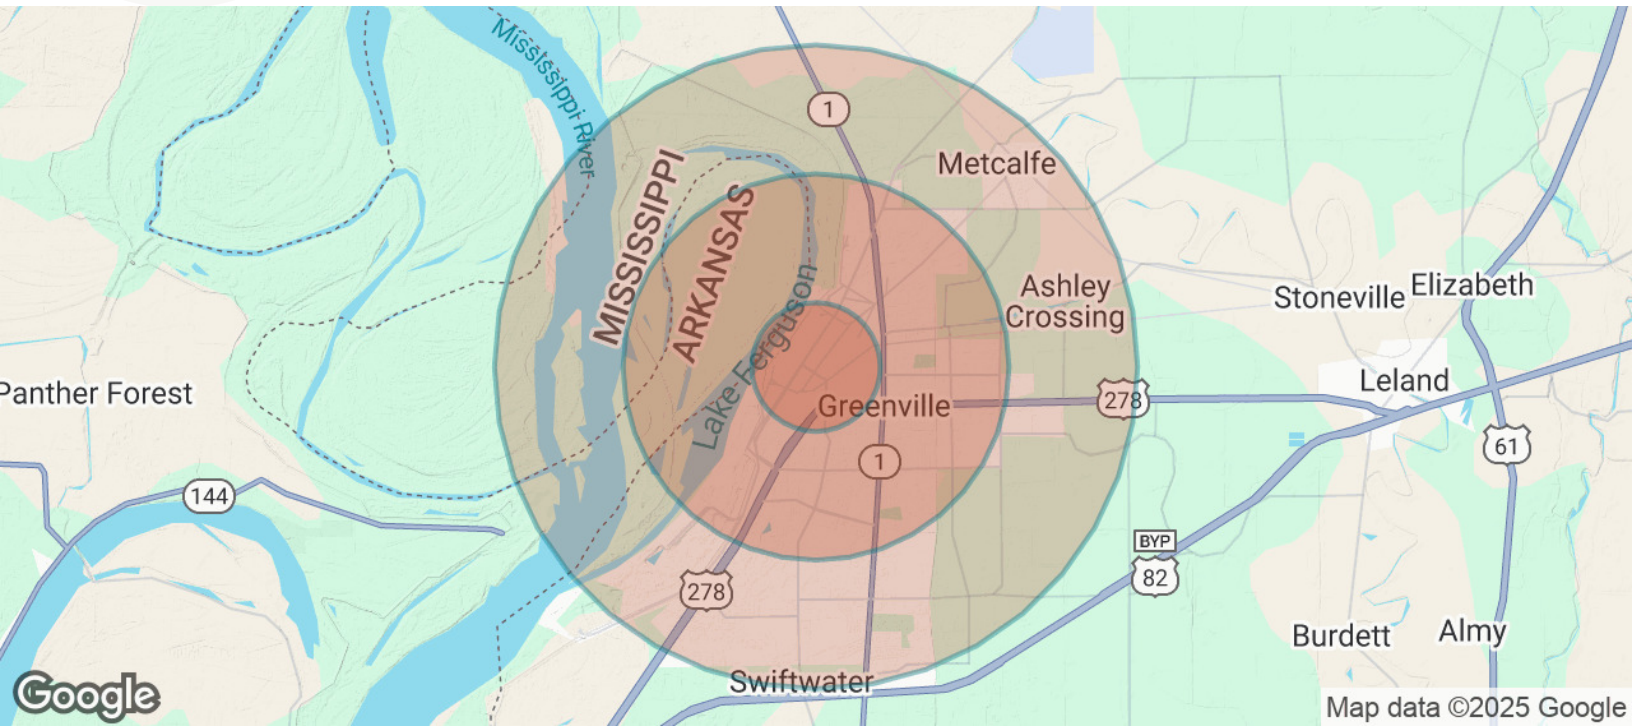 Mississippi River
1
Metcalfe
MISSISSIPPI
ARKANSAS
Lake Ferguson
Ashley
Crossing
Stoneville
Elizabeth
Panther Forest
Leland
Greenville
278
61
1
144
BYP
82
278
Burdett
Almy
Swiftwater
Google
Map data ©2025 Google